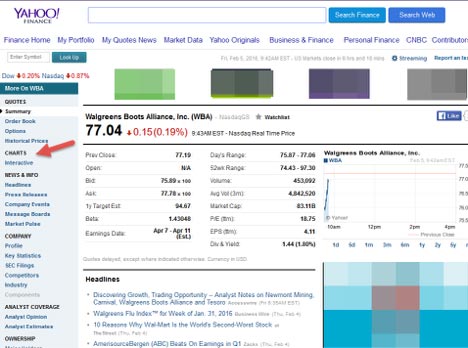 YAHOO!
FINANCE
Search Finance Search Web
Finance Home My Portfolio My Quotes News Market Data Yahoo Originals Business & Finance Personal Finance CNBC Contributors
Enter Symbol Look Up
Fri, Feb 5, 2016, 9:43AM EST - US Markets close in 6 hrs and 16 mins
Streaming Report an
Dow 0.20% Nasdaq 0.87%
More On WBA
QUOTES
Summary
Order Book
Options
Historical Prices
CHARTS
Interactive
NEWS & INFO
Headlines
Press Releases
Company Events
Message Boards
Market Pulse
COMPANY
Profile
Key Statistics
SEC Filings
Competitors
Industry
Components
ANALYST COVERAGE
Analyst Opinion
Analyst Estimates
OWNERSHIP
Walgreens Boots Alliance, Inc. (WBA) - NasdaqGS Watchlist
Like
77.04 0.15(0.19%) 9:43AM EST - Nasdaq Real Time Price
Prev Close: 77.19
Open: N/A
Bid: 75.89 x 100
Ask: 77.78 x 100
1y Target Est: 94.67
Beta: 1.43048
Earnings Date: Apr 7 - Apr 11 (Est.)
Day's Range: 75.87 - 77.06
52wk Range: 74.43 - 97.30
Volume: 453,092
Avg Vol (3m): 4,842,520
Market Cap: 83.11B
P/E (ttm): 18.75
EPS (ttm): 4.11
Div & Yield: 1.44 (1.80%)
Walgreens Boots Alliance, Inc.
WBA
77.5
77.0
76.5
76.0
75.5
Yahoo!
10am 12pm 2pm 4pm
Previous Close
1d 5d 1m 3m 6m 1y 2y 5y
Quotes delayed, except where indicated otherwise. Currency in USD.
Headlines
Discovering Growth, Trading Opportunity – Analyst Notes on Newmont Mining,
Carnival, Walgreens Boots Alliance and Tesoro Accesswire
Walgreens Flu Index™ for Week of Jan. 31, 2016 Business Wire (Thu, Feb 4)
10 Reasons Why Wal-Mart Is the World's Second-Worst Stock at
TheStreet (Thu, Feb 4)
AmerisourceBergen (ABC) Beats On Earnings in Q1 Zacks (Thu, Feb 4)